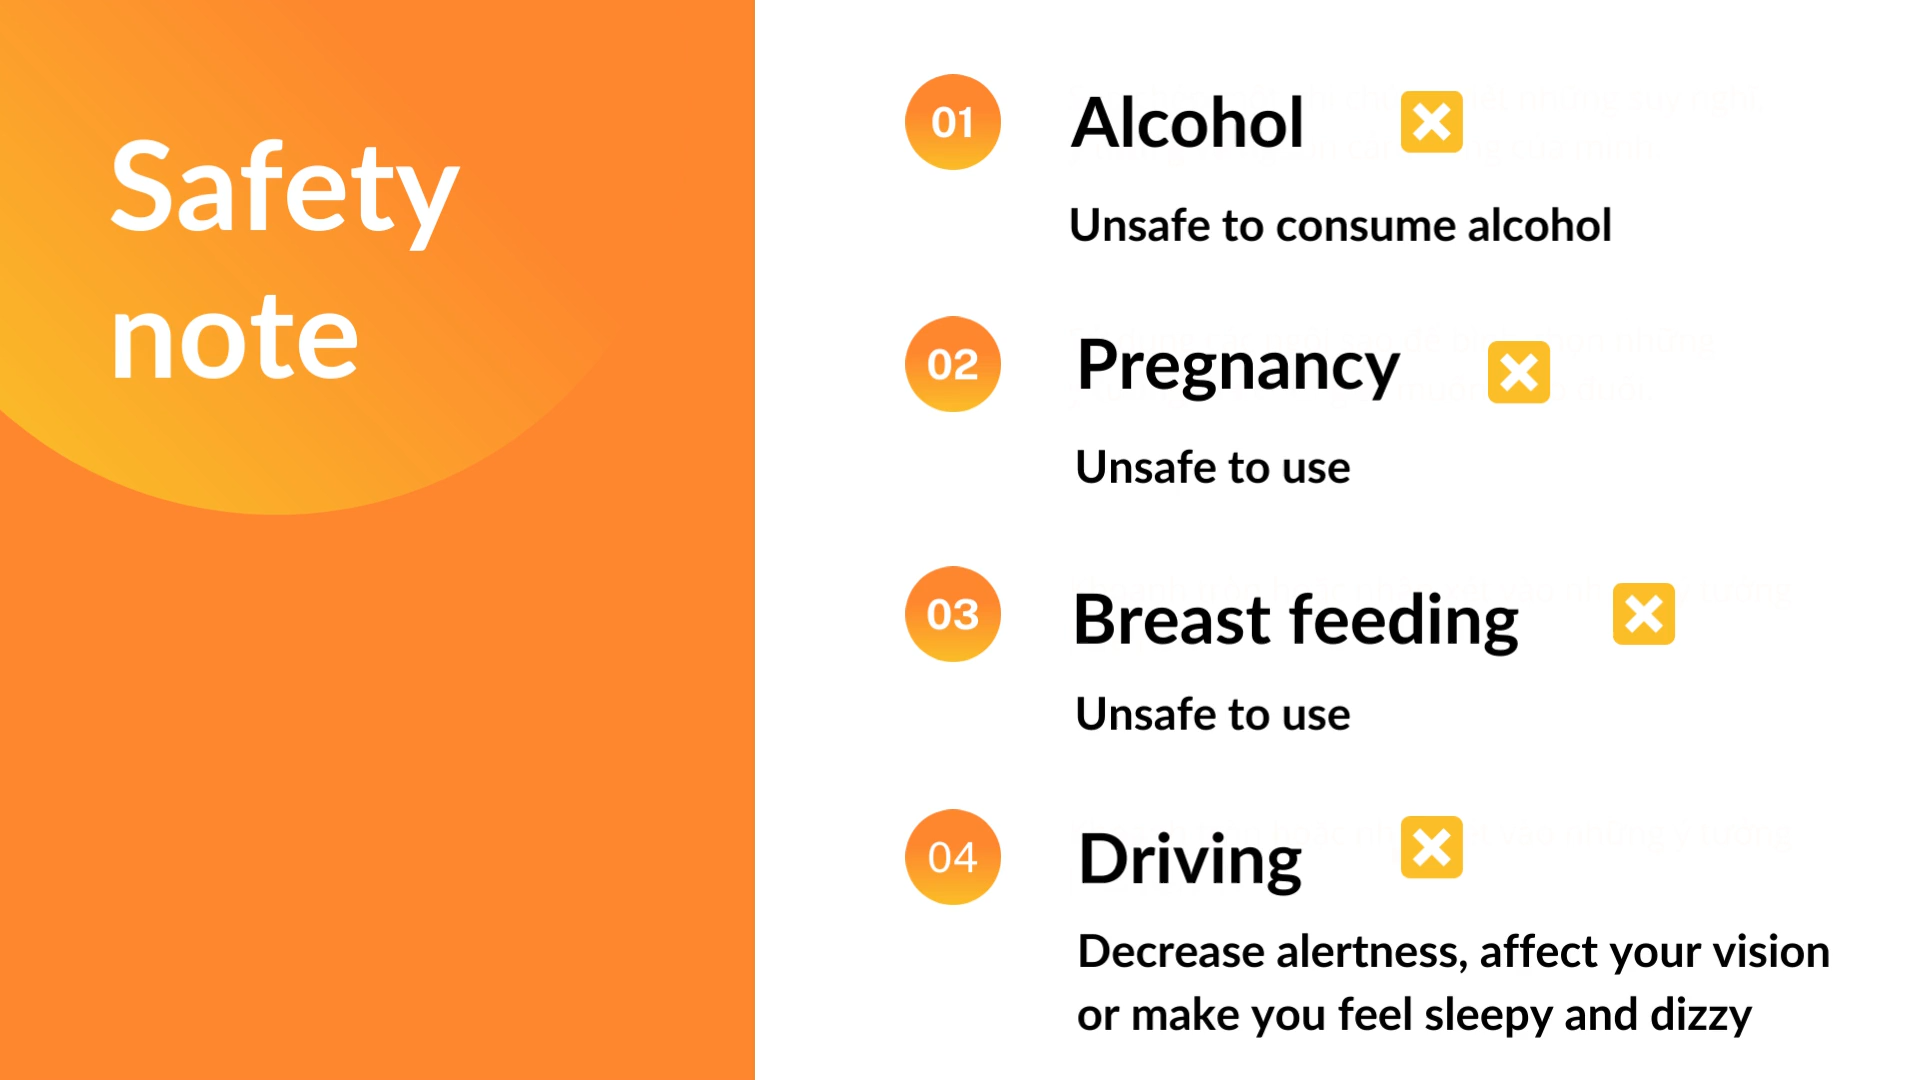 Safety
note
01
Alcohol
Unsafe to consume alcohol
02
Pregnancy
Unsafe to use
03
Breast feeding
Unsafe to use
04
Driving
Decrease alertness, affect your vision
or make you feel sleepy and dizzy